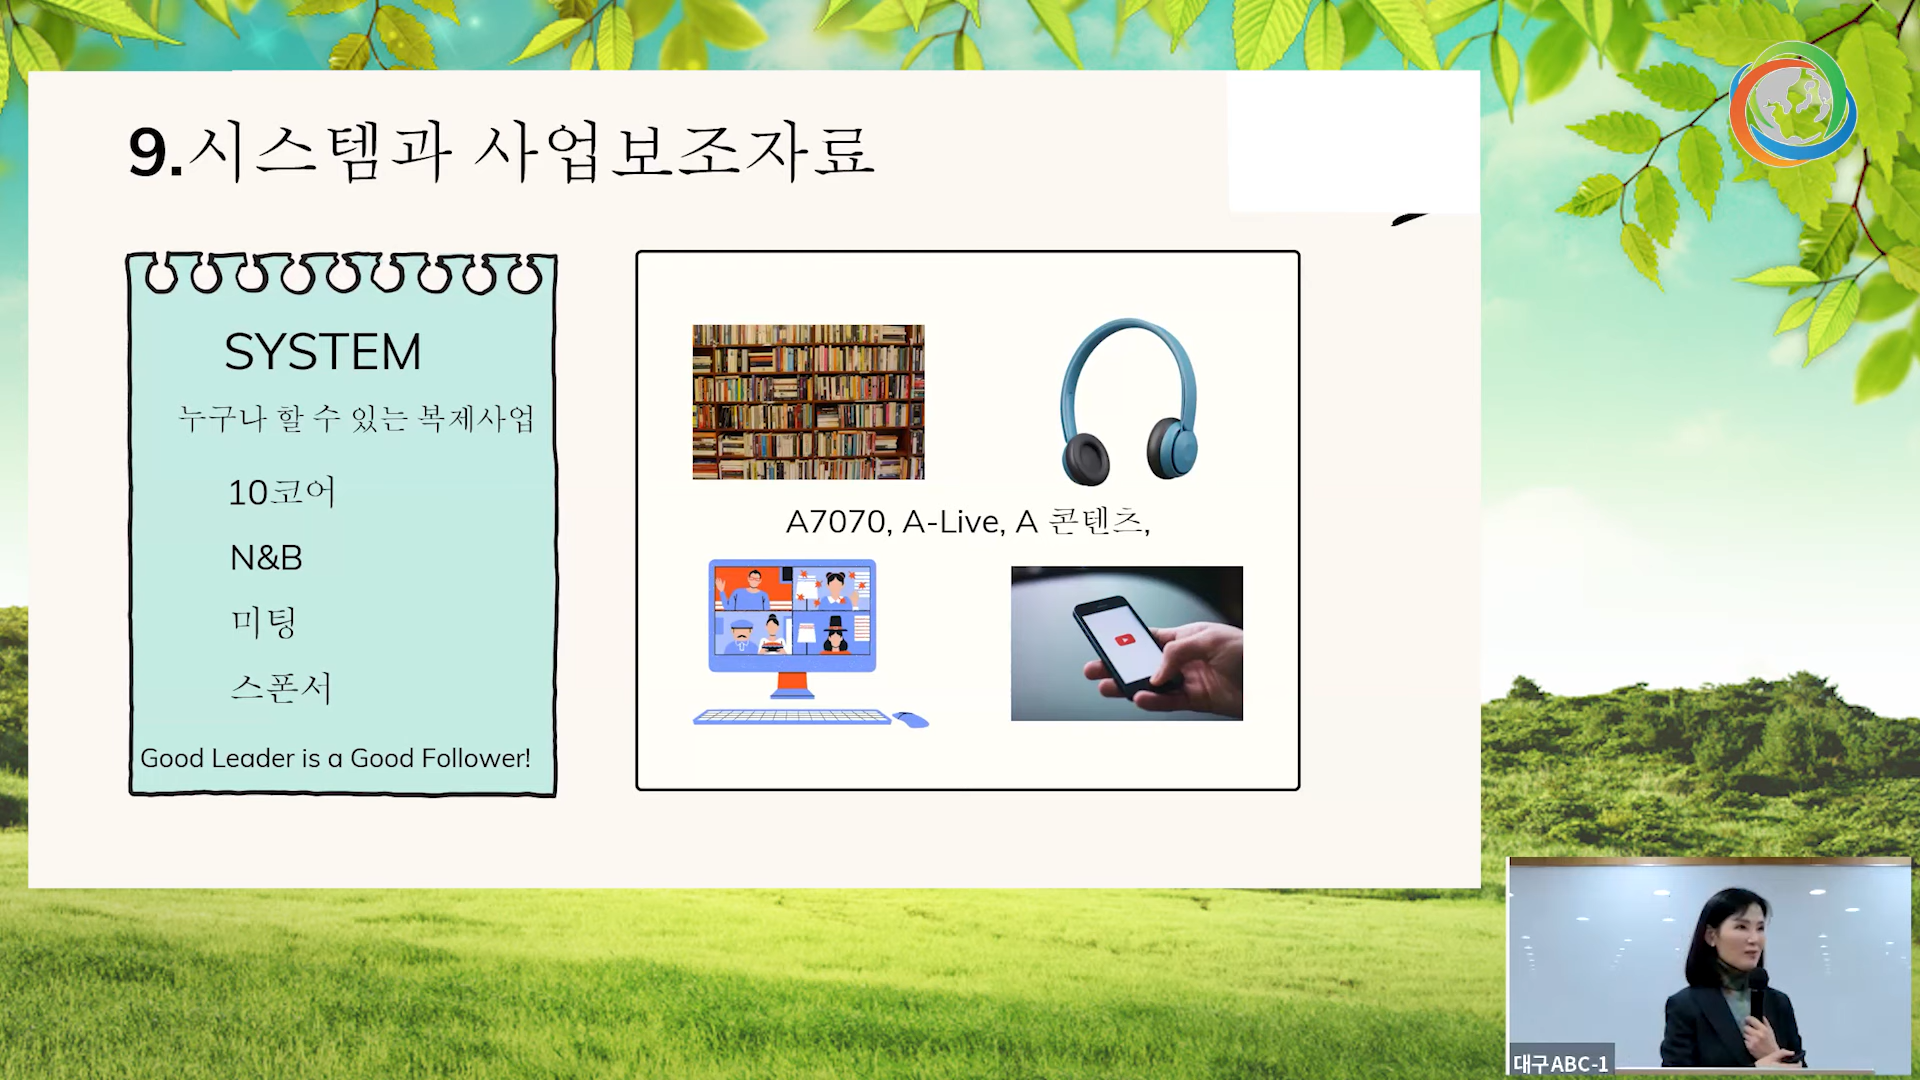 9.시스템과 사업보조자료
SYSTEM
누구나 할 수 있는 복제사업
10코어
N&B
미팅
스폰서
Good Leader is a Good Follower!
A7070, A-Live, A 콘텐츠,
대구ABC-1